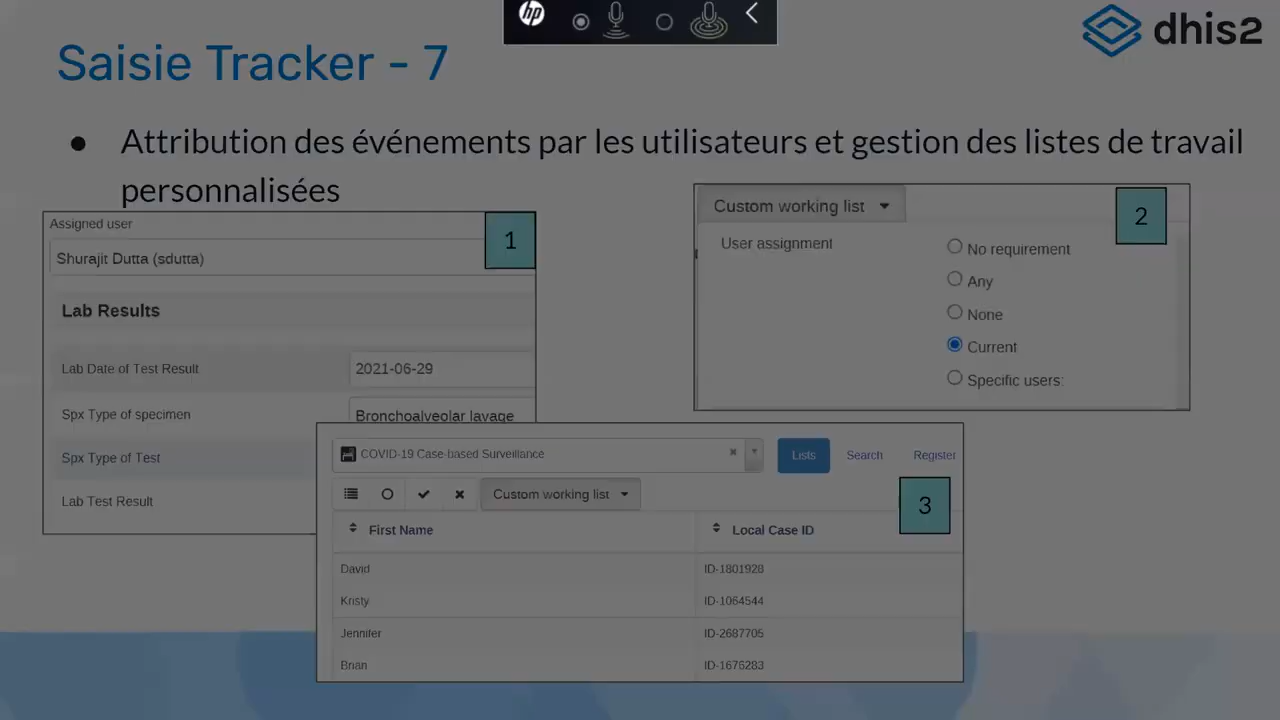 hp
dhis2
Saisie Tracker - 7
● Attribution des événements par les utilisateurs et gestion des listes de travail
personnalisées
Assigned user
1
Shurajit Dutta (sdutta)
Lab Results
Lab Date of Test Result 2021-06-29
Spx Type of specimen Bronchoalveolar lavage
Spx Type of Test
Lab Test Result
Custom working list
2
User assignment
No requirement
Any
None
Current
Specific users:
COVID-19 Case-based Surveillance
Lists Search Register
Custom working list
3
First Name Local Case ID
David ID-1801928
Kristy ID-1064544
Jennifer ID-2687705
Brian ID-1676283